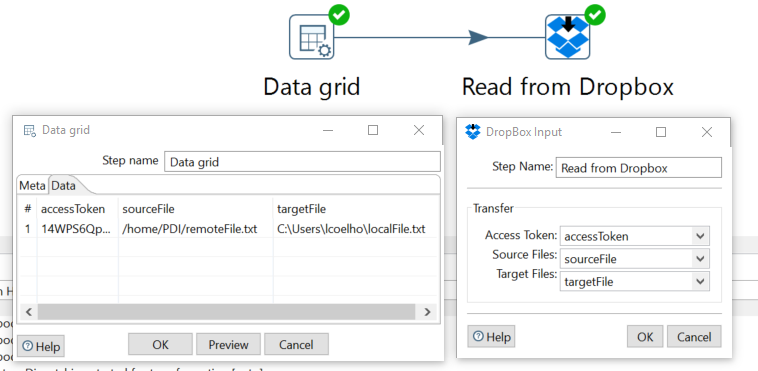 Data grid
Read from Dropbox
Data grid
Step name Data grid
Meta Data
# accessToken sourceFile targetFile
1 14WPS6Qp... /home/PDI/remoteFile.txt C:\Users\lcoelho\localFile.txt
Help OK Preview Cancel
DropBox Input
Step Name: Read from Dropbox
Transfer
Access Token: accessToken
Source Files: sourceFile
Target Files: targetFile
Help OK Cancel